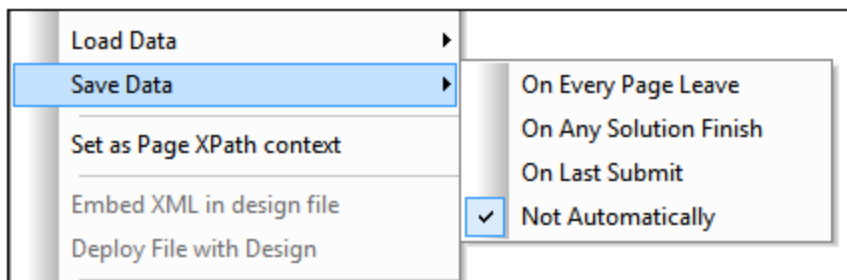 Load Data
Save Data
Set as Page XPath context
Embed XML in design file
Deploy File with Design
On Every Page Leave
On Any Solution Finish
On Last Submit
Not Automatically